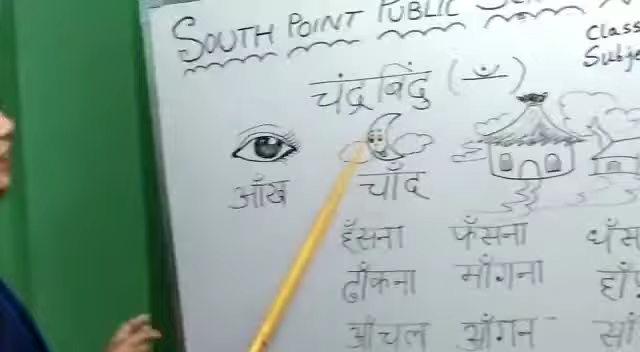 SOUTH POINT PUBLIC
Class
चंद्र बिंदु (ँ)
आँख चाँद
हँसना फँसना
ढाँकना माँगना
आँचल आँगन